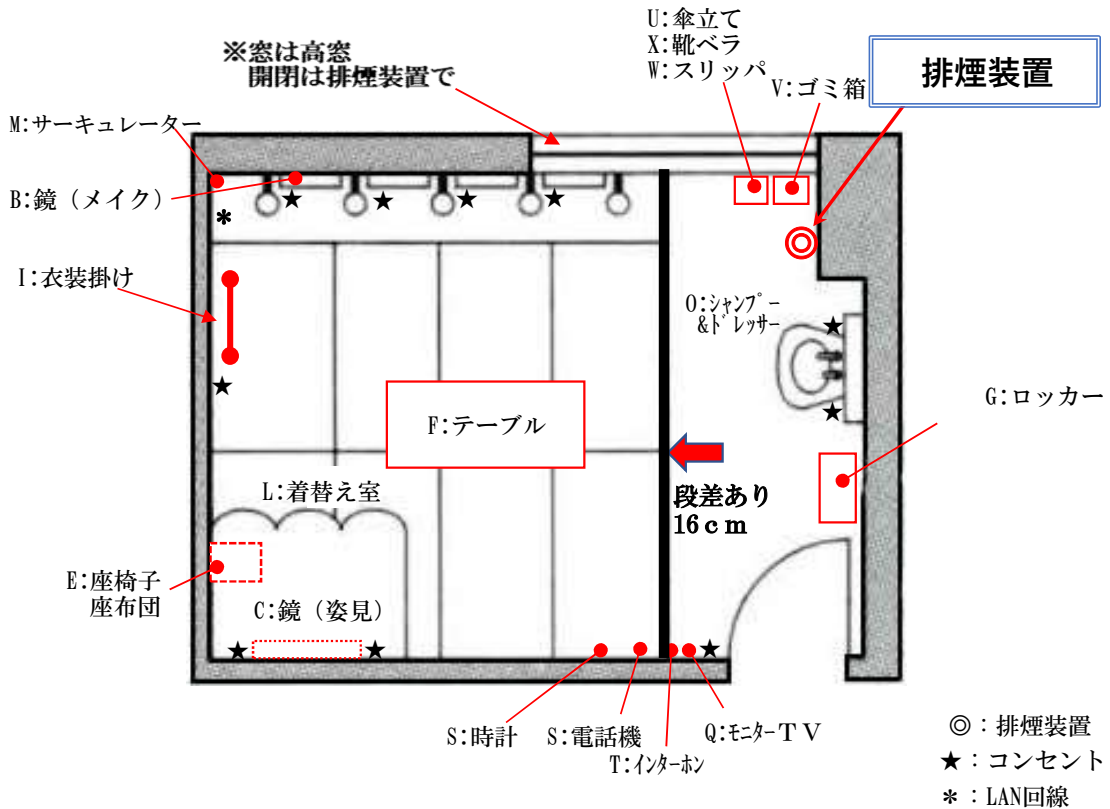 U:傘立て
X:靴ベラ
W:スリッパ
V:ゴミ箱
排煙装置
※窓は高窓
開閉は排煙装置で
M:サーキュレーター
B:鏡（メイク）
★
★
★
★
*
I:衣装掛け
★
O:シャンプー
&ドレッサー
★
★
F:テーブル
G:ロッカー
段差あり
16ｃｍ
L:着替え室
E:座椅子
座布団
C:鏡（姿見）
★
★
★
S:時計
S:電話機
T:インターホン
Q:モニターＴＶ
◎：排煙装置
★：コンセント
*：LAN回線